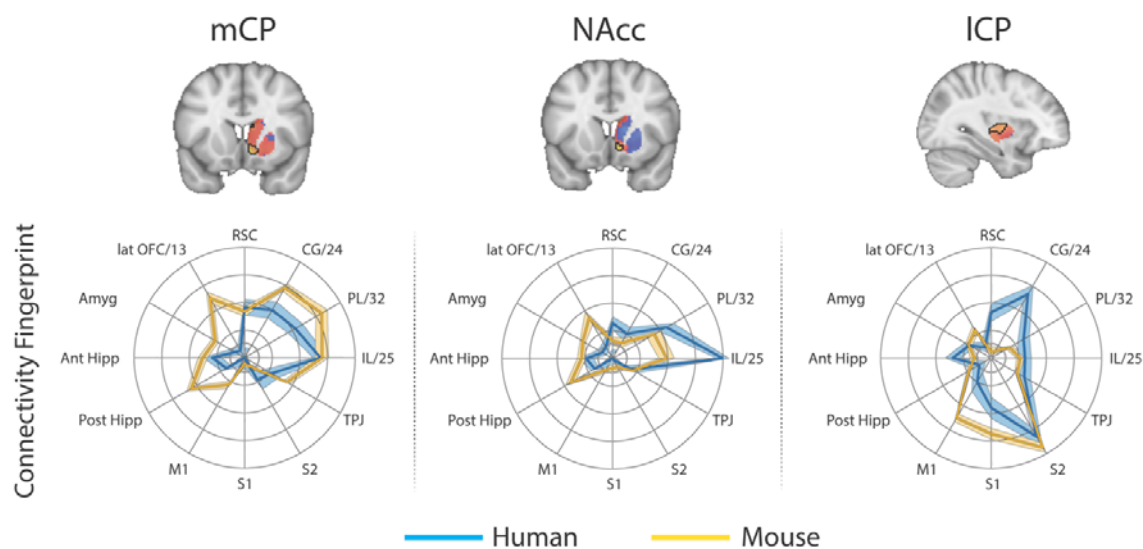 mCP
NAcc
lCP
Connectivity Fingerprint
RSC
CG/24
PL/32
IL/25
TPJ
S2
S1
M1
Post Hipp
Ant Hipp
Amyg
lat OFC/13
RSC
CG/24
PL/32
IL/25
TPJ
S2
S1
M1
Post Hipp
Ant Hipp
Amyg
lat OFC/13
RSC
CG/24
PL/32
IL/25
TPJ
S2
S1
M1
Post Hipp
Ant Hipp
Amyg
lat OFC/13
Human
Mouse